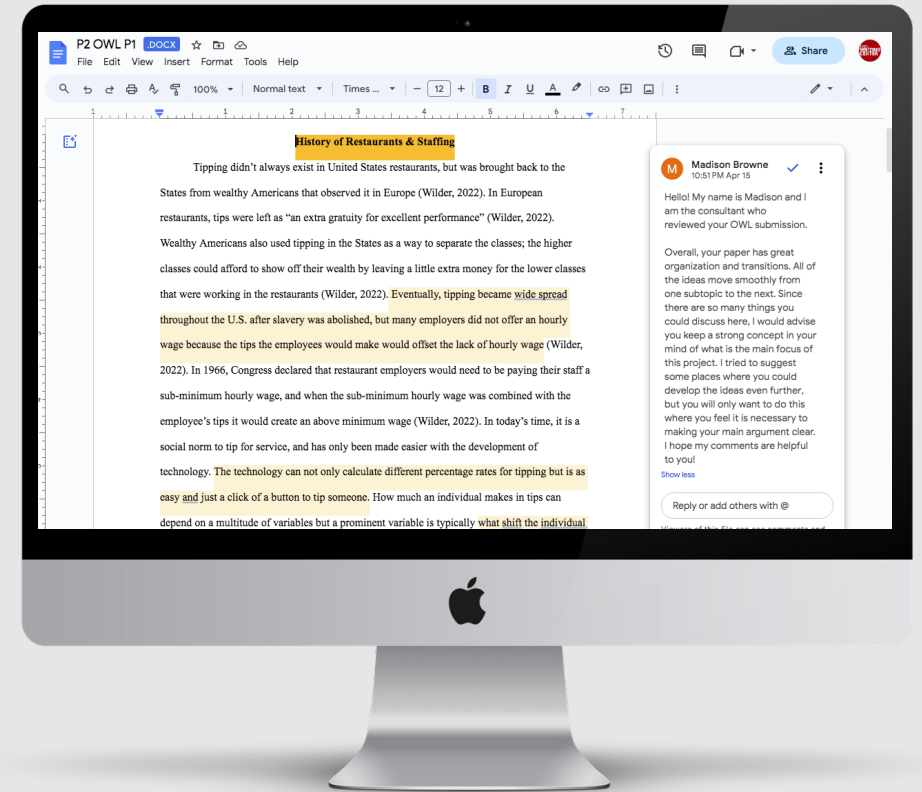 P2 OWL P1 .DOCX
File Edit View Insert Format Tools Help
Share
100% Normal text Times ... 12 B I U A
1 1 2 3 4 5 6 7
History of Restaurants & Staffing
Tipping didn't always exist in United States restaurants, but was brought back to the
States from wealthy Americans that observed it in Europe (Wilder, 2022). In European
restaurants, tips were left as "an extra gratuity for excellent performance" (Wilder, 2022).
Wealthy Americans also used tipping in the States as a way to separate the classes; the higher
classes could afford to show off their wealth by leaving a little extra money for the lower classes
that were working in the restaurants (Wilder, 2022). Eventually, tipping became wide spread
throughout the U.S. after slavery was abolished, but many employers did not offer an hourly
wage because the tips the employees would make would offset the lack of hourly wage (Wilder,
2022). In 1966, Congress declared that restaurant employers would need to be paying their staff a
sub-minimum hourly wage, and when the sub-minimum hourly wage was combined with the
employee's tips it would create an above minimum wage (Wilder, 2022). In today's time, it is a
social norm to tip for service, and has only been made easier with the development of
technology. The technology can not only calculate different percentage rates for tipping but is as
easy and just a click of a button to tip someone. How much an individual makes in tips can
depend on a multitude of variables but a prominent variable is typically what shift the individual
M
Madison Browne
10:51 PM Apr 15
Hello! My name is Madison and I
am the consultant who
reviewed your OWL submission.
Overall, your paper has great
organization and transitions. All of
the ideas move smoothly from
one subtopic to the next. Since
there are so many things you
could discuss here, I would advise
you keep a strong concept in your
mind of what is the main focus of
this project. I tried to suggest
some places where you could
develop the ideas even further,
but you will only want to do this
where you feel it is necessary to
making your main argument clear.
I hope my comments are helpful
to you!
Show less
Reply or add others with @